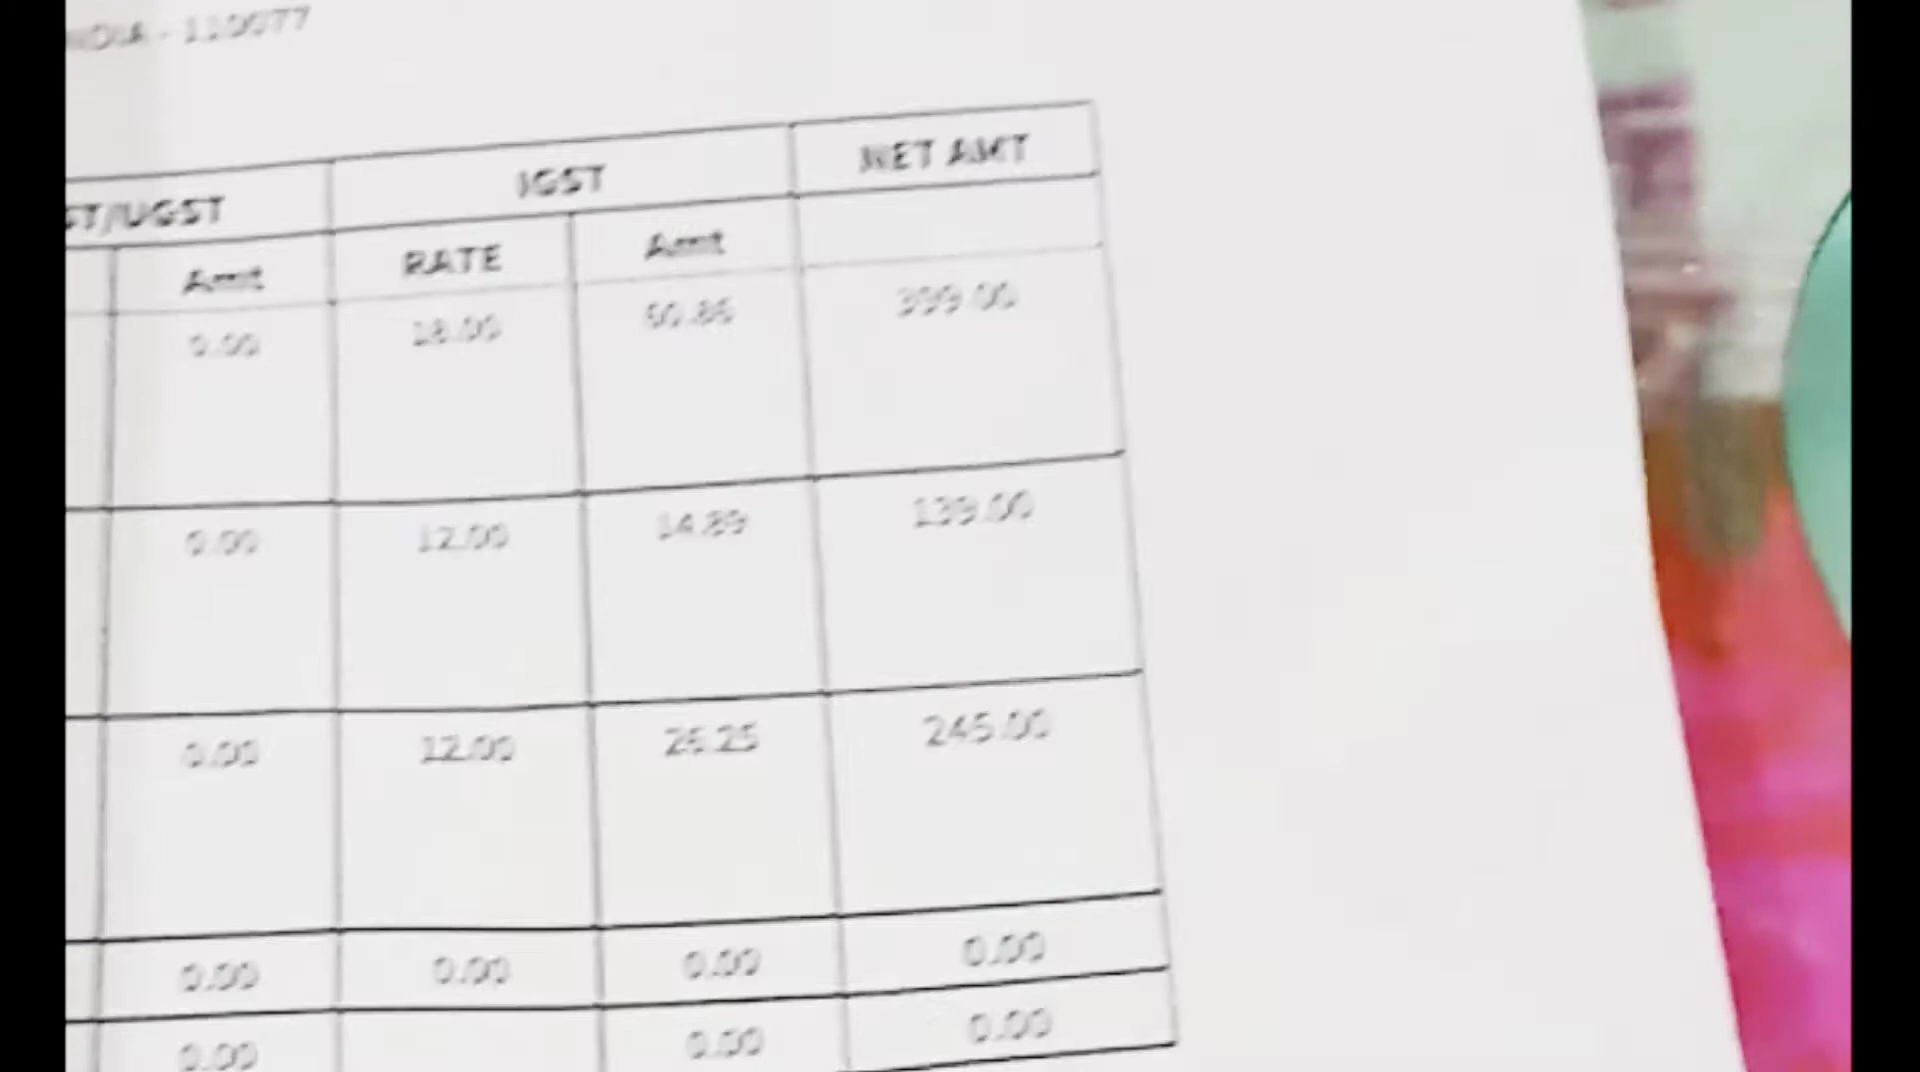 NDIA - 110077
ST/UGST IGST NET AMT
Amt RATE Amt
0.00 18.00 60.86 399.00
0.00 12.00 14.89 139.00
0.00 12.00 26.25 245.00
0.00 0.00 0.00 0.00
0.00 0.00 0.00